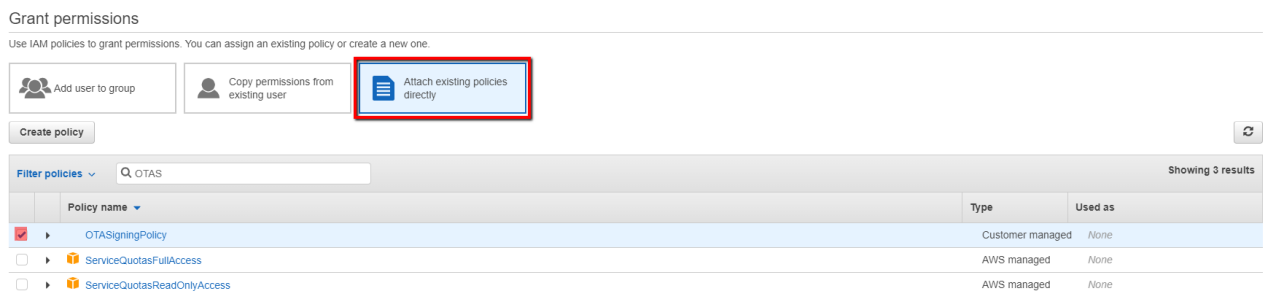 Grant permissions
Use IAM policies to grant permissions. You can assign an existing policy or create a new one.
Add user to group
Copy permissions from
existing user
Attach existing policies
directly
Create policy
Filter policies
OTAS
Showing 3 results
Policy name Type Used as
OTASigningPolicy Customer managed None
ServiceQuotasFullAccess AWS managed None
ServiceQuotasReadOnlyAccess AWS managed None